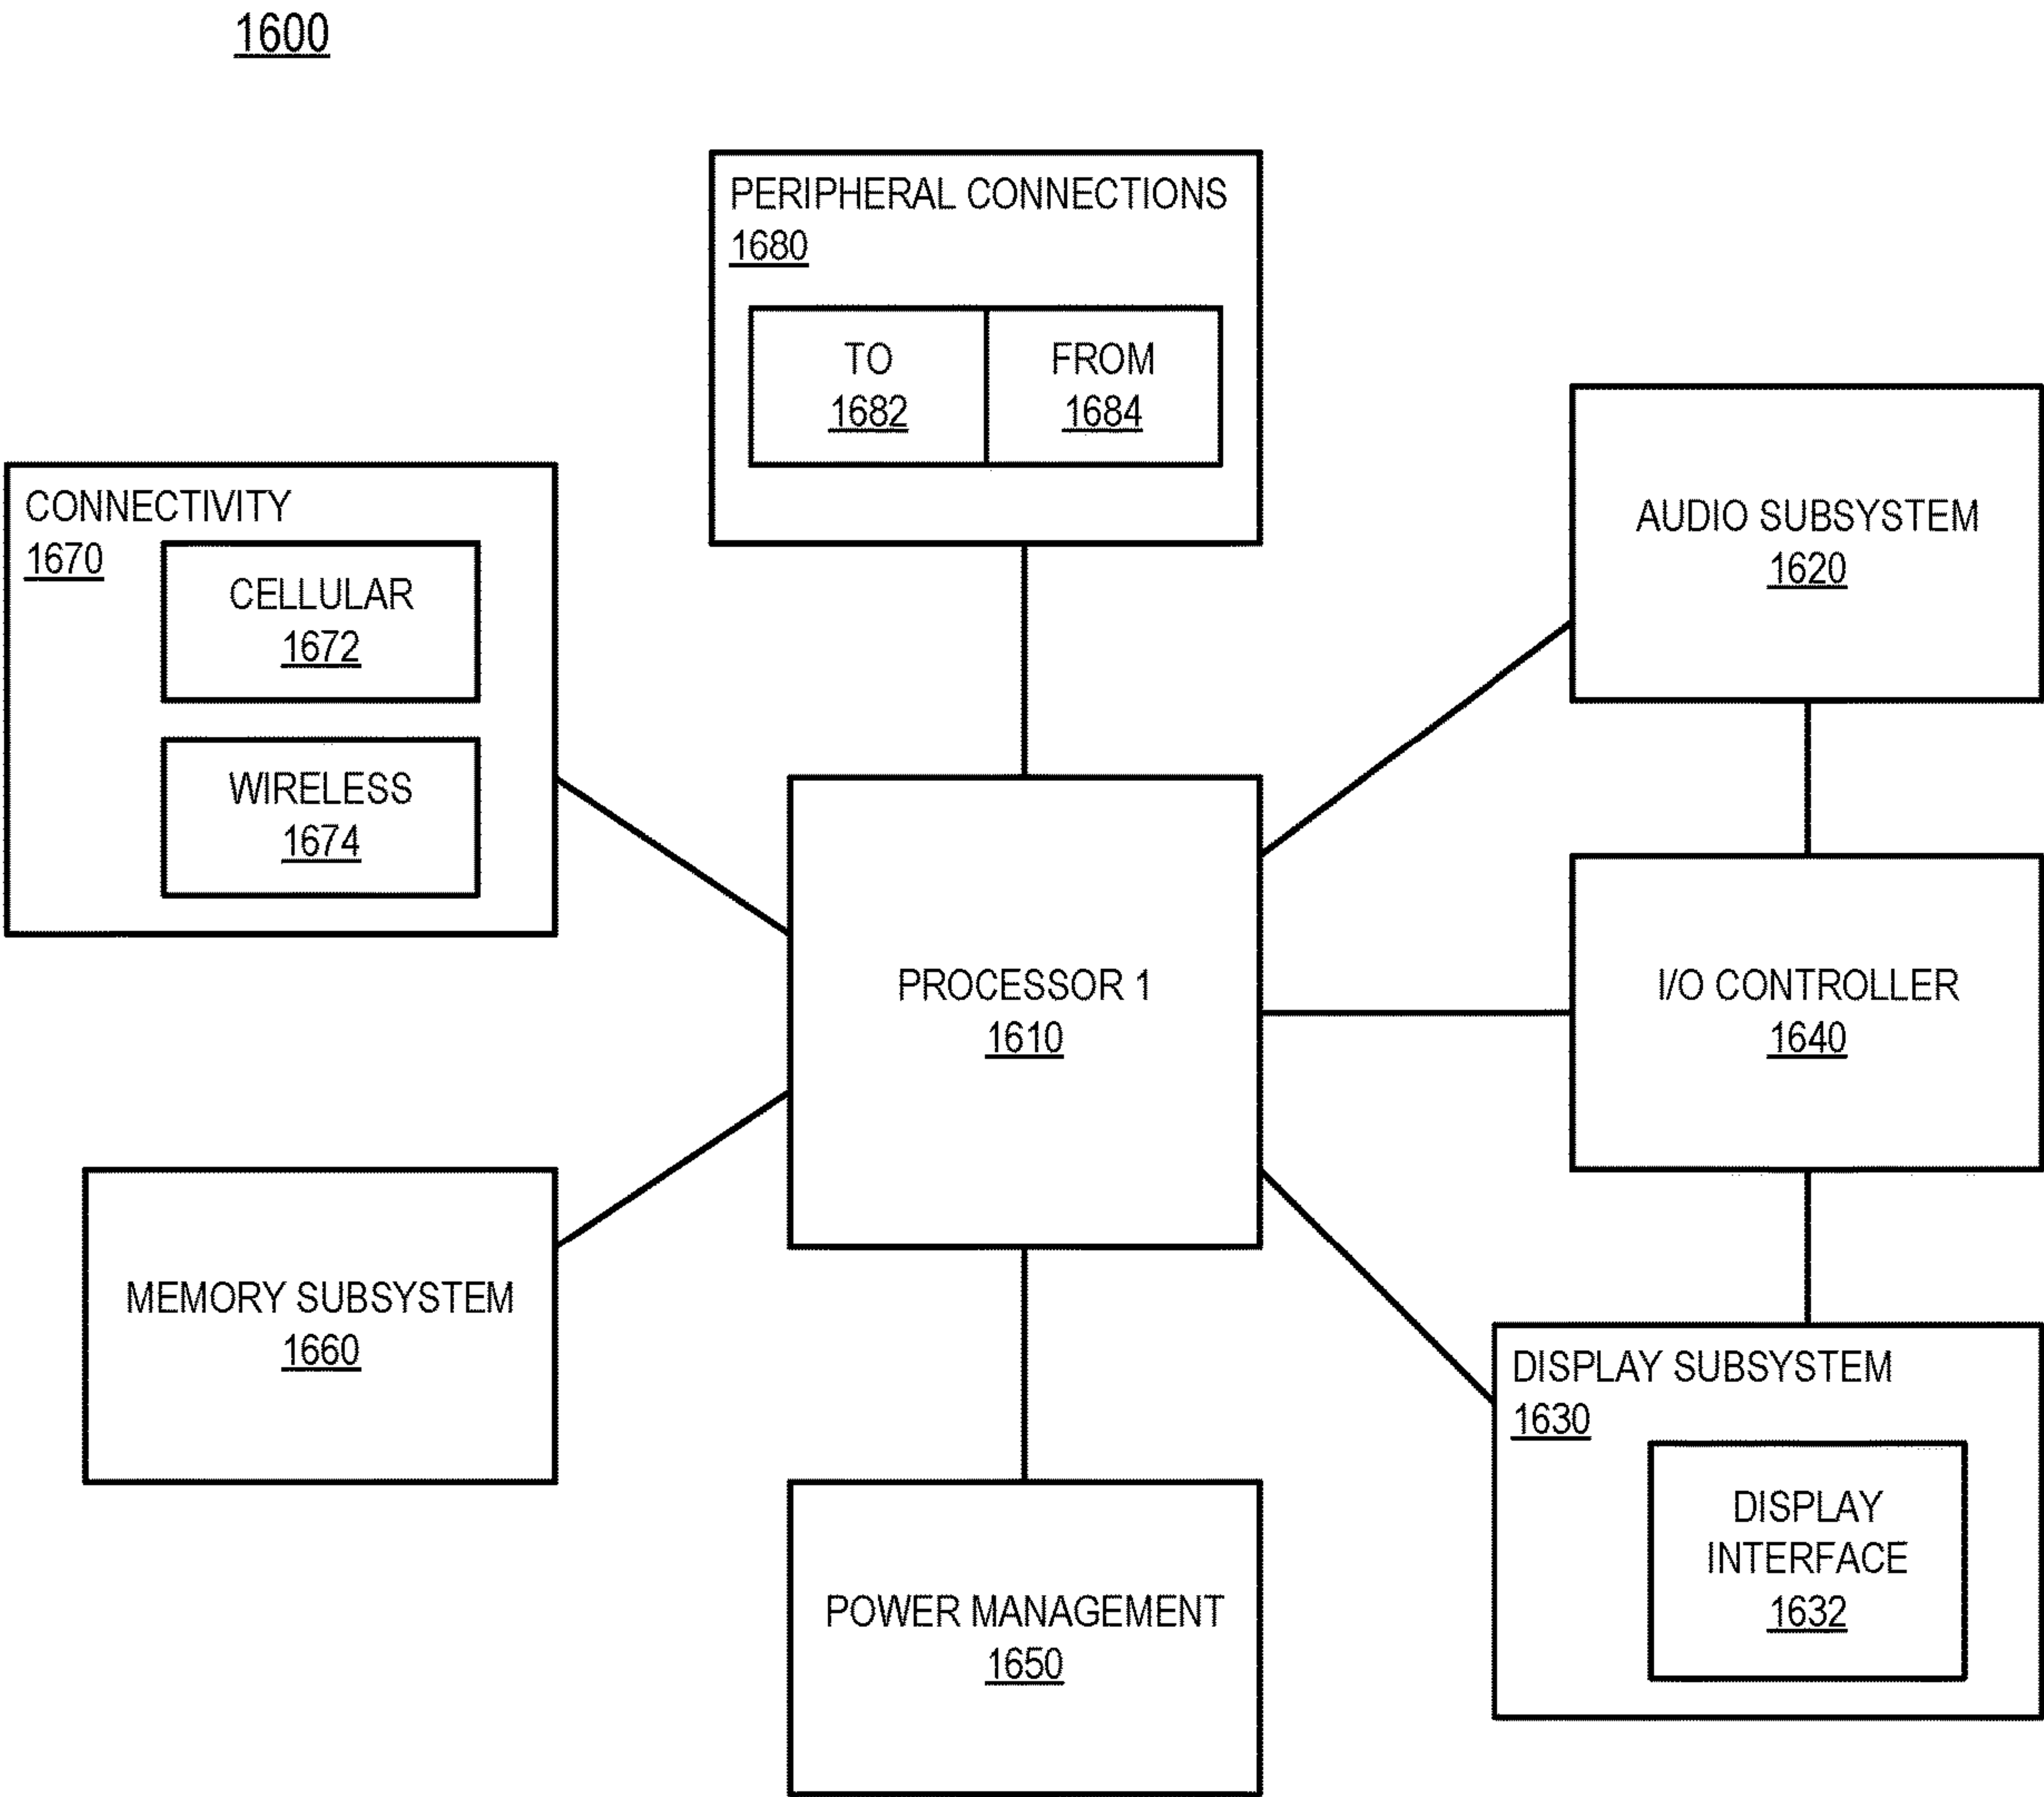 1600
PERIPHERAL CONNECTIONS
1680
TO
1682
FROM
1684
CONNECTIVITY
1670
CELLULAR
1672
WIRELESS
1674
AUDIO SUBSYSTEM
1620
PROCESSOR 1
1610
I/O CONTROLLER
1640
MEMORY SUBSYSTEM
1660
DISPLAY SUBSYSTEM
1630
DISPLAY
INTERFACE
1632
POWER MANAGEMENT
1650